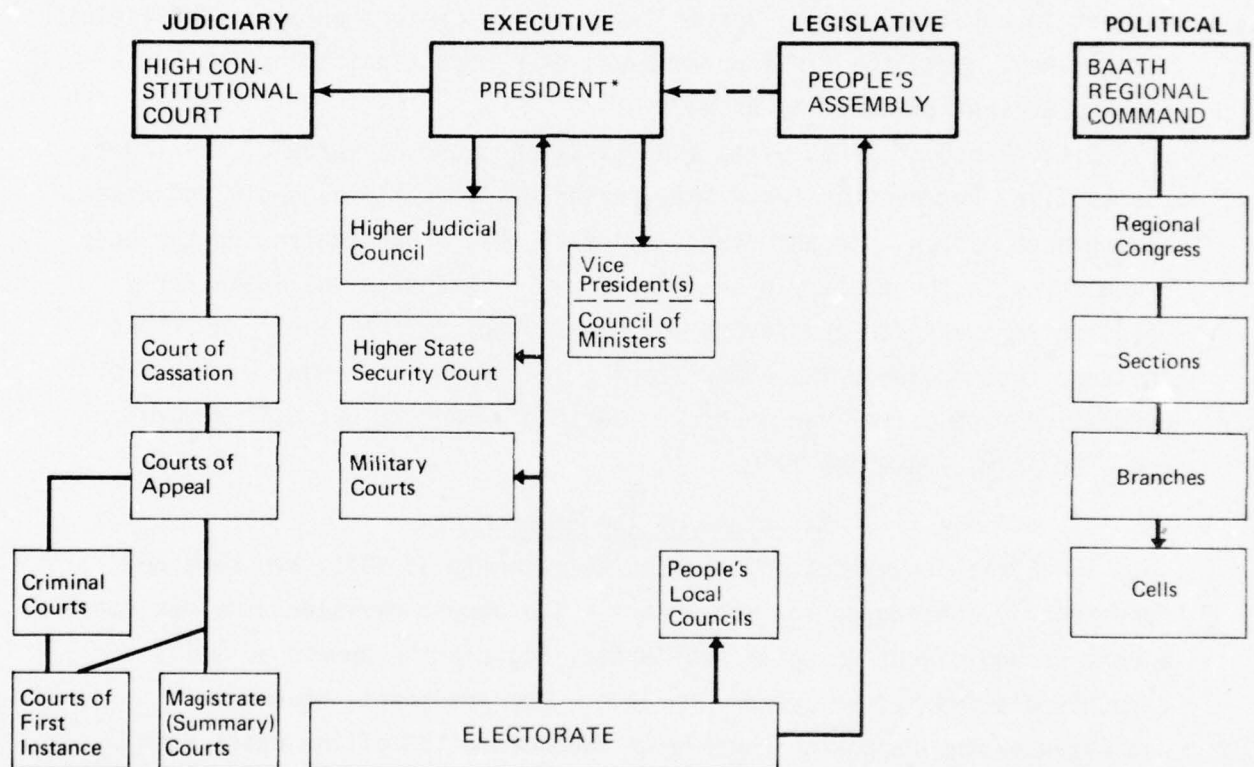 JUDICIARY
EXECUTIVE
LEGISLATIVE
POLITICAL
HIGH CON-
STITUTIONAL
COURT
PRESIDENT*
PEOPLE'S
ASSEMBLY
BAATH
REGIONAL
COMMAND
Higher Judicial
Council
Vice
President(s)
Council of
Ministers
Regional
Congress
Court of
Cassation
Higher State
Security Court
Sections
Courts of
Appeal
Military
Courts
Branches
Criminal
Courts
People's
Local
Councils
Cells
Courts of
First
Instance
Magistrate
(Summary)
Courts
ELECTORATE